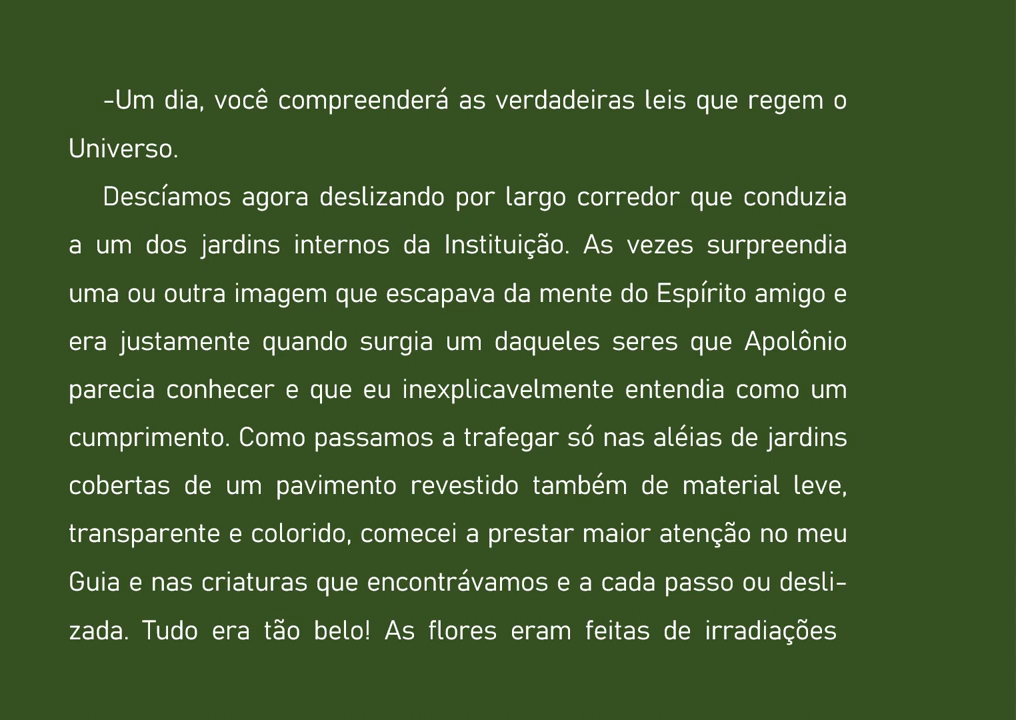 -Um dia, você compreenderá as verdadeiras leis que regem o
Universo.
Descíamos agora deslizando por largo corredor que conduzia
a um dos jardins internos da Instituição. As vezes surpreendia
uma ou outra imagem que escapava da mente do Espírito amigo e
era justamente quando surgia um daqueles seres que Apolônio
parecia conhecer e que eu inexplicavelmente entendia como um
cumprimento. Como passamos a trafegar só nas aléias de jardins
cobertas de um pavimento revestido também de material leve,
transparente e colorido, comecei a prestar maior atenção no meu
Guia e nas criaturas que encontrávamos e a cada passo ou desli-
zada. Tudo era tão belo! As flores eram feitas de irradiações